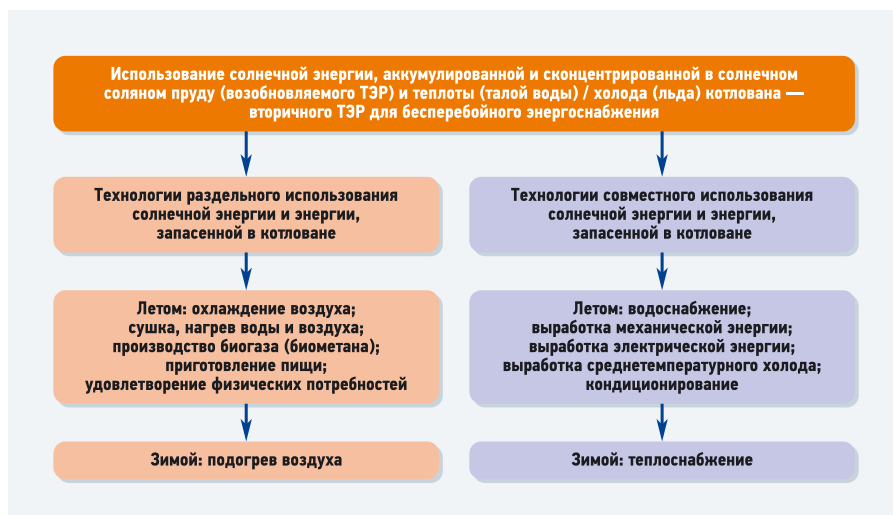 Использование солнечной энергии, аккумулированной и сконцентрированной в солнечном
соляном пруду (возобновляемого ТЭР) и теплоты (талой воды) / холода (льда) котлована —
вторичного ТЭР для бесперебойного энергоснабжения
Технологии раздельного использования
солнечной энергии и энергии,
запасенной в котловане
Технологии совместного использования
солнечной энергии и энергии,
запасенной в котловане
Летом: охлаждение воздуха;
сушка, нагрев воды и воздуха;
производство биогаза (биометана);
приготовление пищи;
удовлетворение физических потребностей
Летом: водоснабжение;
выработка механической энергии;
выработка электрической энергии;
выработка среднетемпературного холода;
кондиционирование
Зимой: подогрев воздуха
Зимой: теплоснабжение